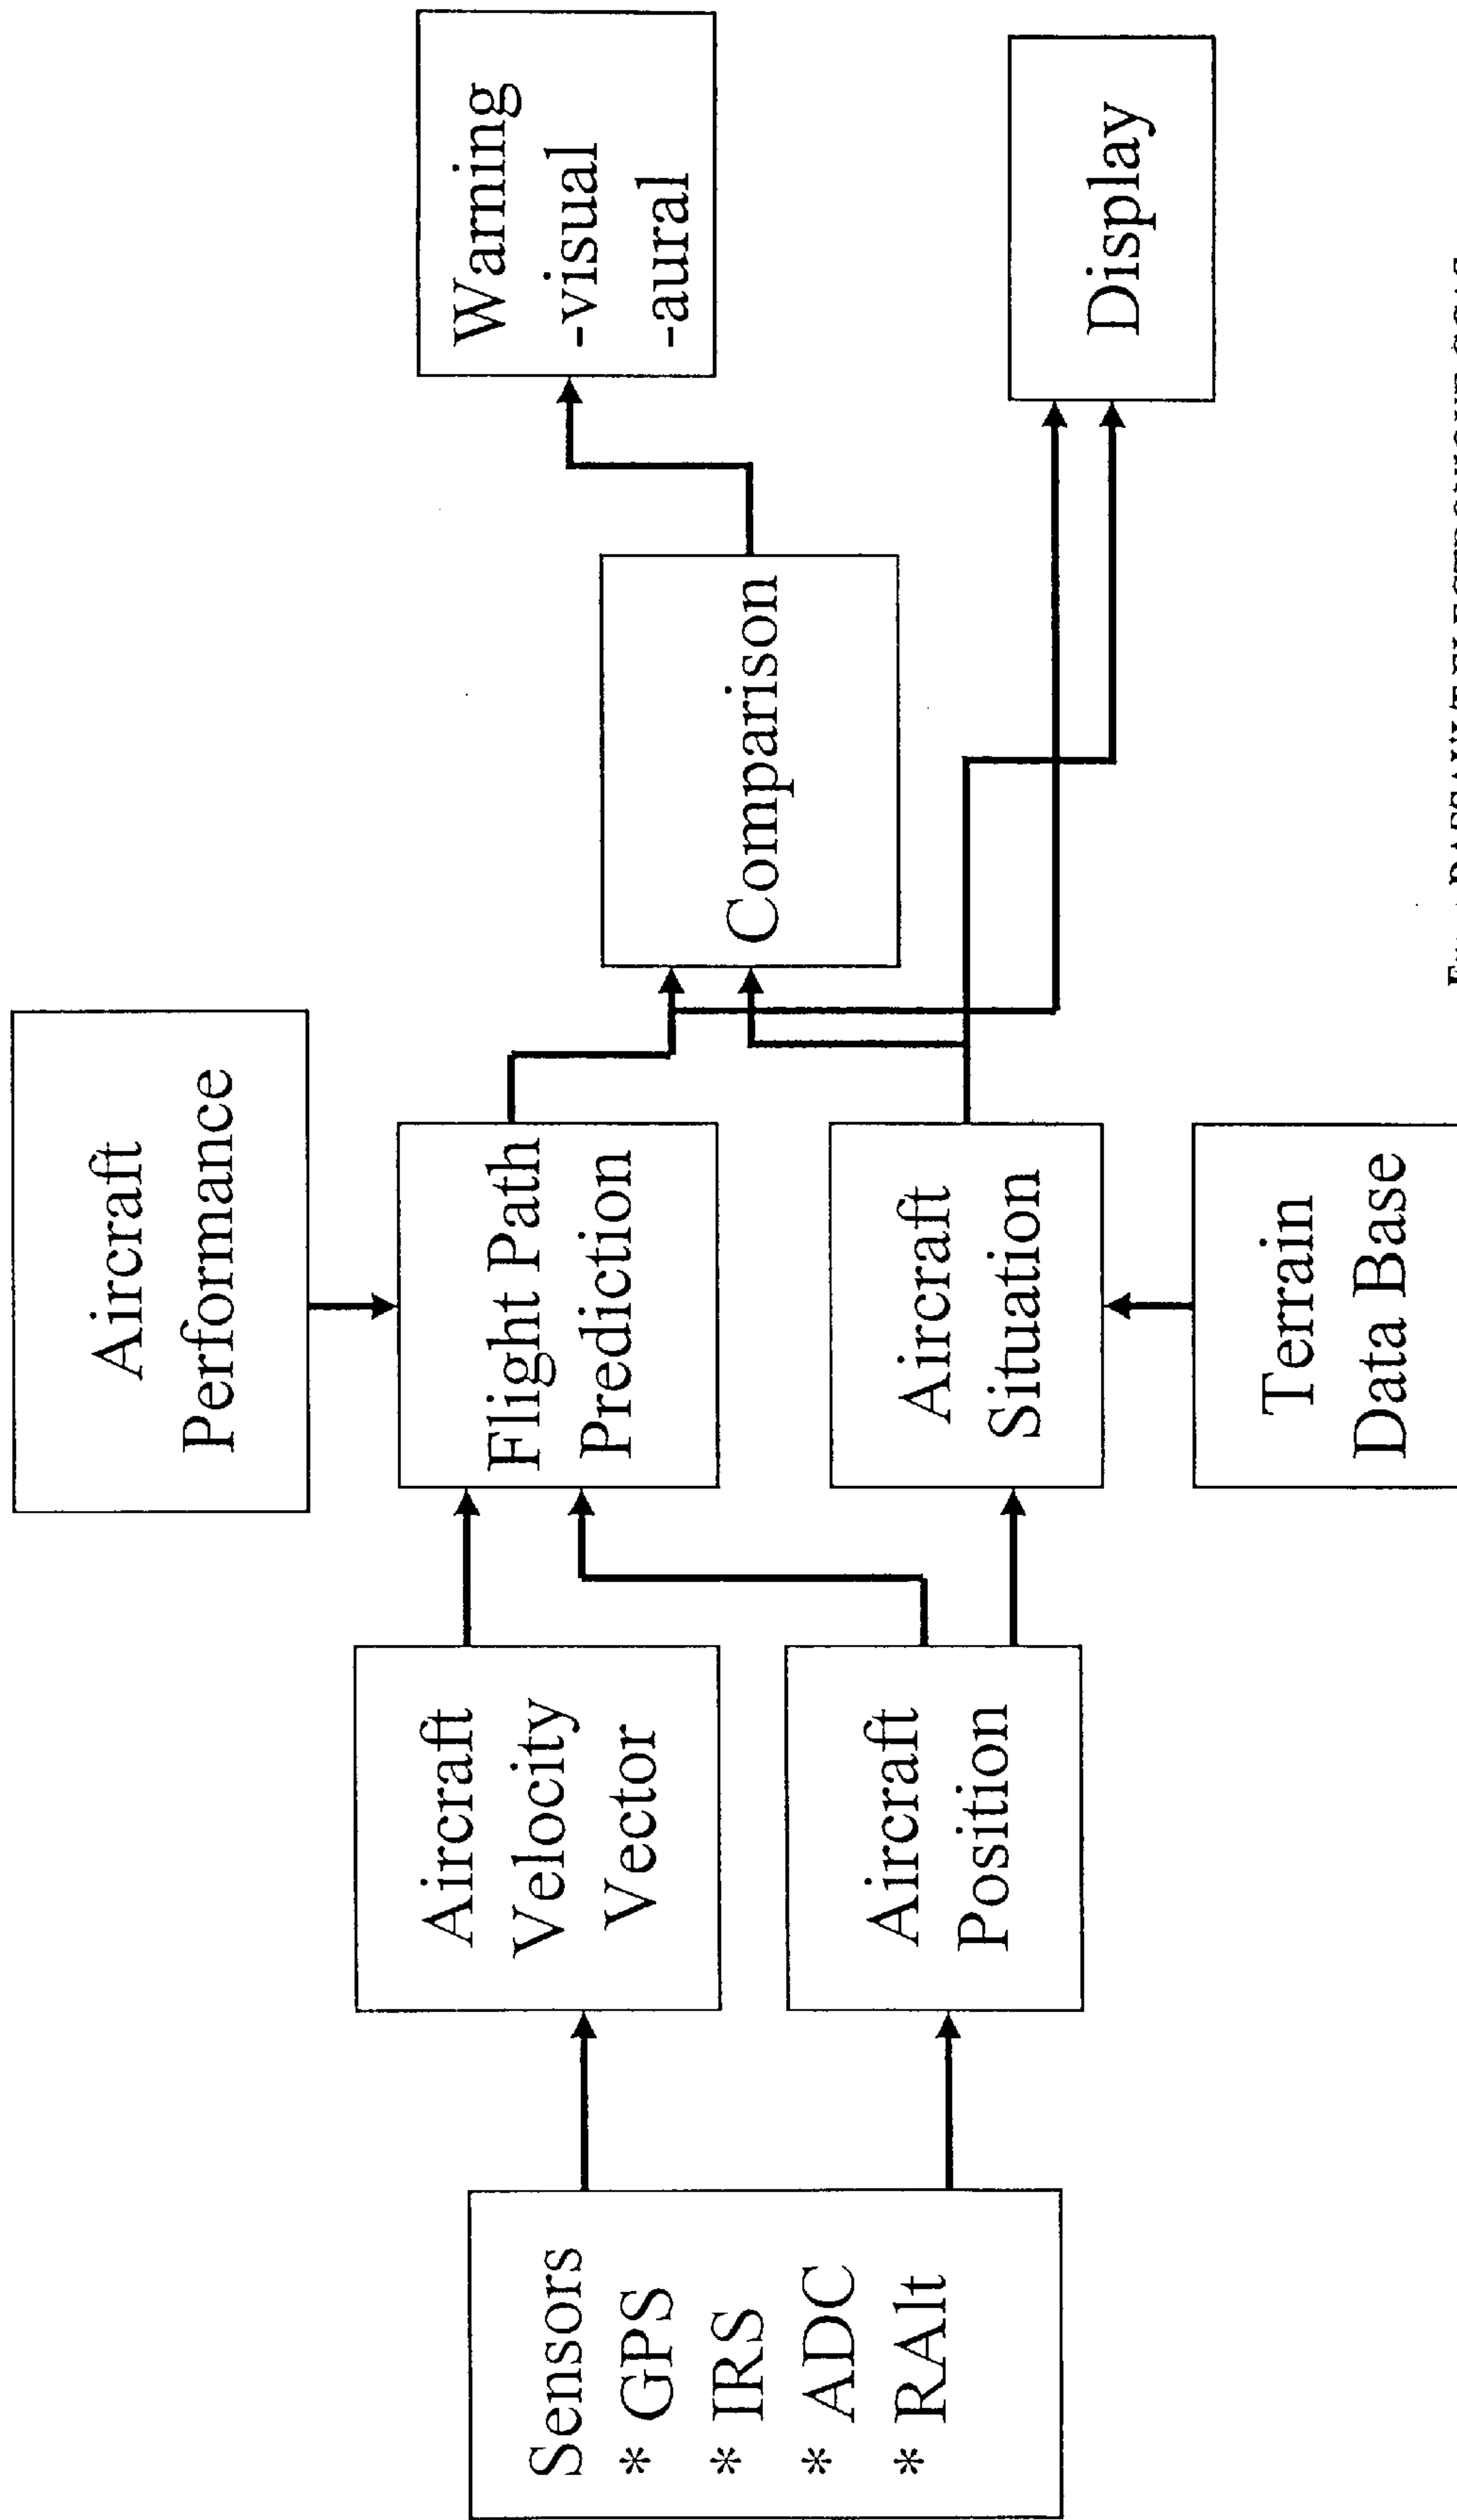 Sensors
* GPS
* IRS
* ADC
* RAlt
Aircraft
Velocity
Vector
Aircraft
Position
Aircraft
Performance
Flight Path
Prediction
Aircraft
Situation
Terrain
Data Base
Comparison
Warning
-visual
-aural
Display